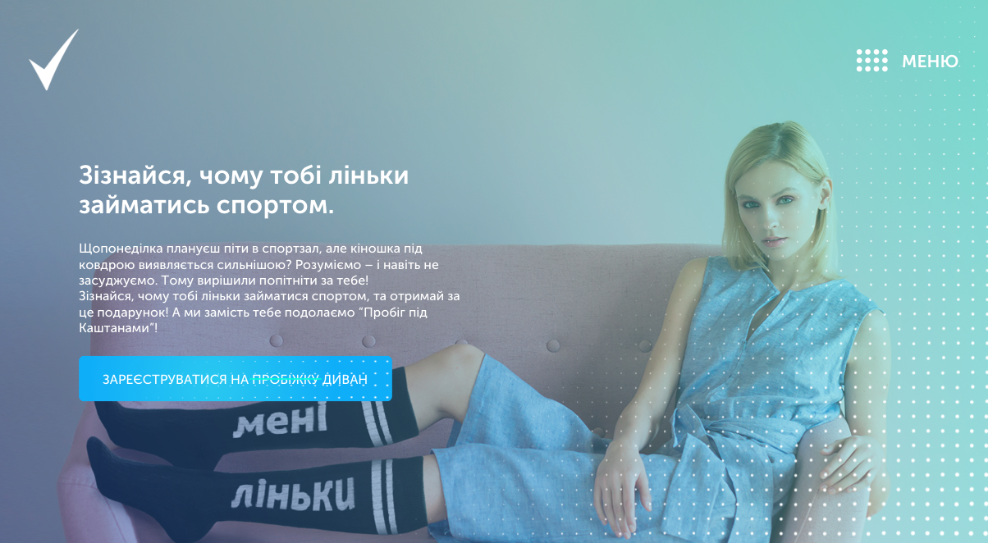 МЕНЮ
Зізнайся, чому тобі ліньки
займатись спортом.
Щопонеділка плануєш піти в спортзал, але кіношка під
ковдрою виявляється сильнішою? Розуміємо – і навіть не
засуджуємо. Тому вирішили попітніти за тебе!
Зізнайся, чому тобі ліньки займатися спортом, та отримай за
це подарунок! А ми замість тебе подолаємо “Пробіг під
Каштанами”!
ЗАРЕЄСТРУВАТИСЯ НА ПРОБІЖКУ ДИВАН
мені
ліньки